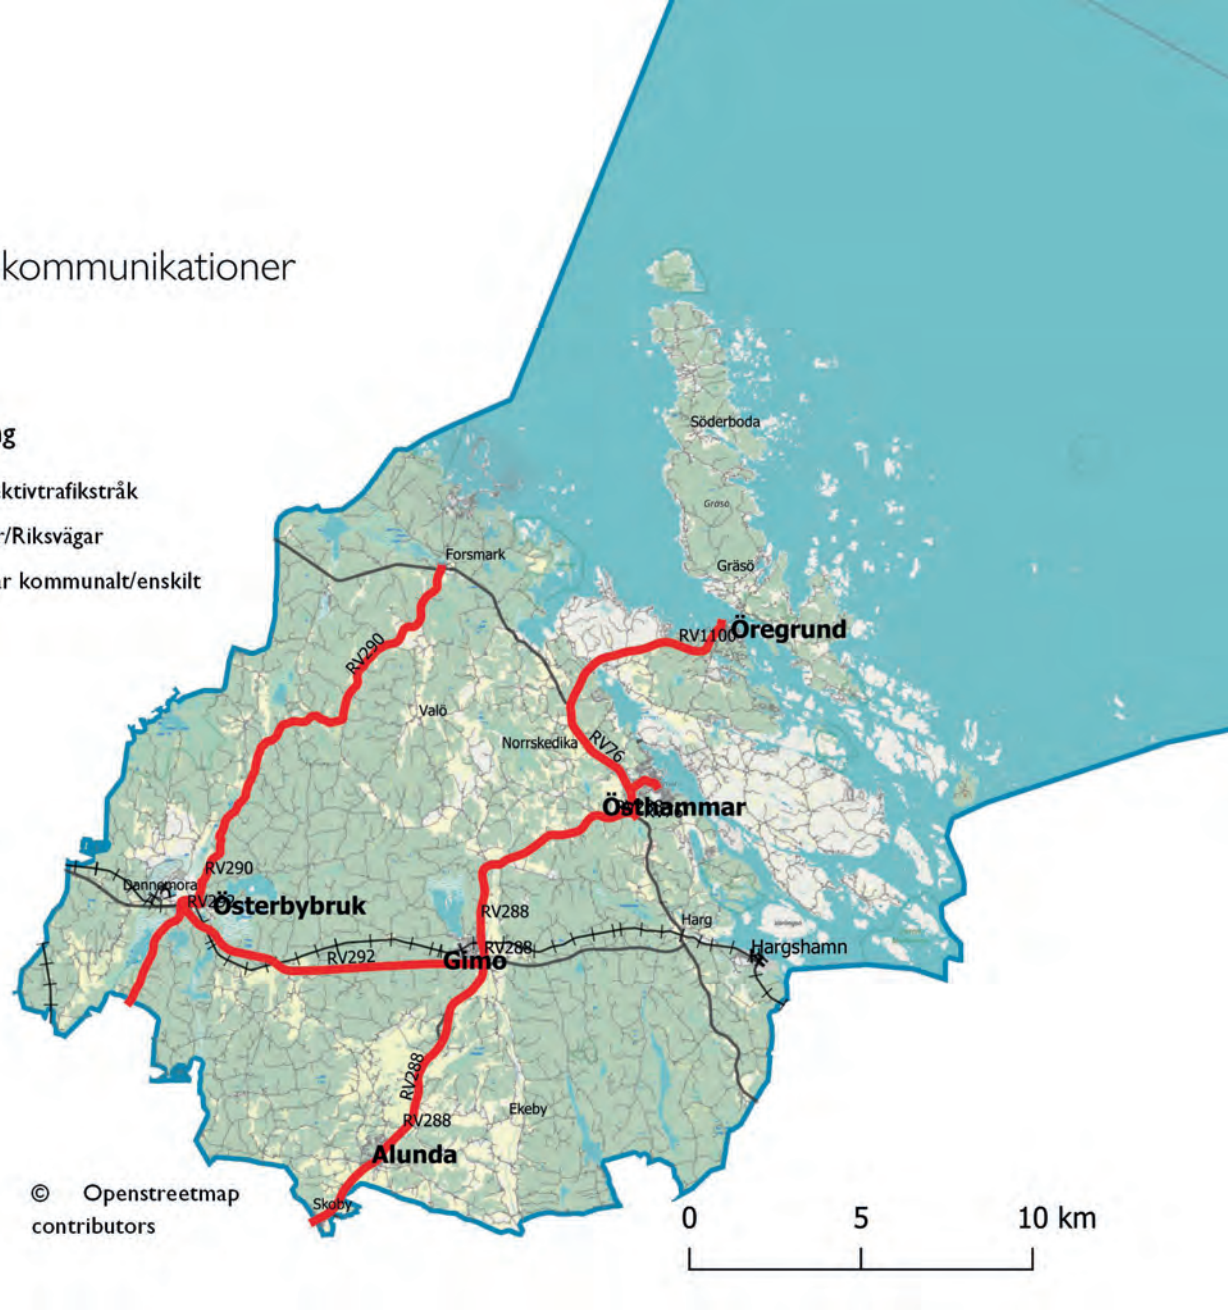 kommunikationer
g
ktivtrafikstråk
r/Riksvägar
ar kommunalt/enskilt
Söderboda
Gräsö
Forsmark
Gräsö
RV1100
Öregrund
RV290
Valö
Norrskedika
RV76
Östhammar
RV290
Dannemora
Österbybruk
RV288
Harg
RV288
Hargshamn
RV292
Gimo
RV288
Ekeby
RV288
Alunda
© Openstreetmap
contributors
Skoby
0 5 10 km